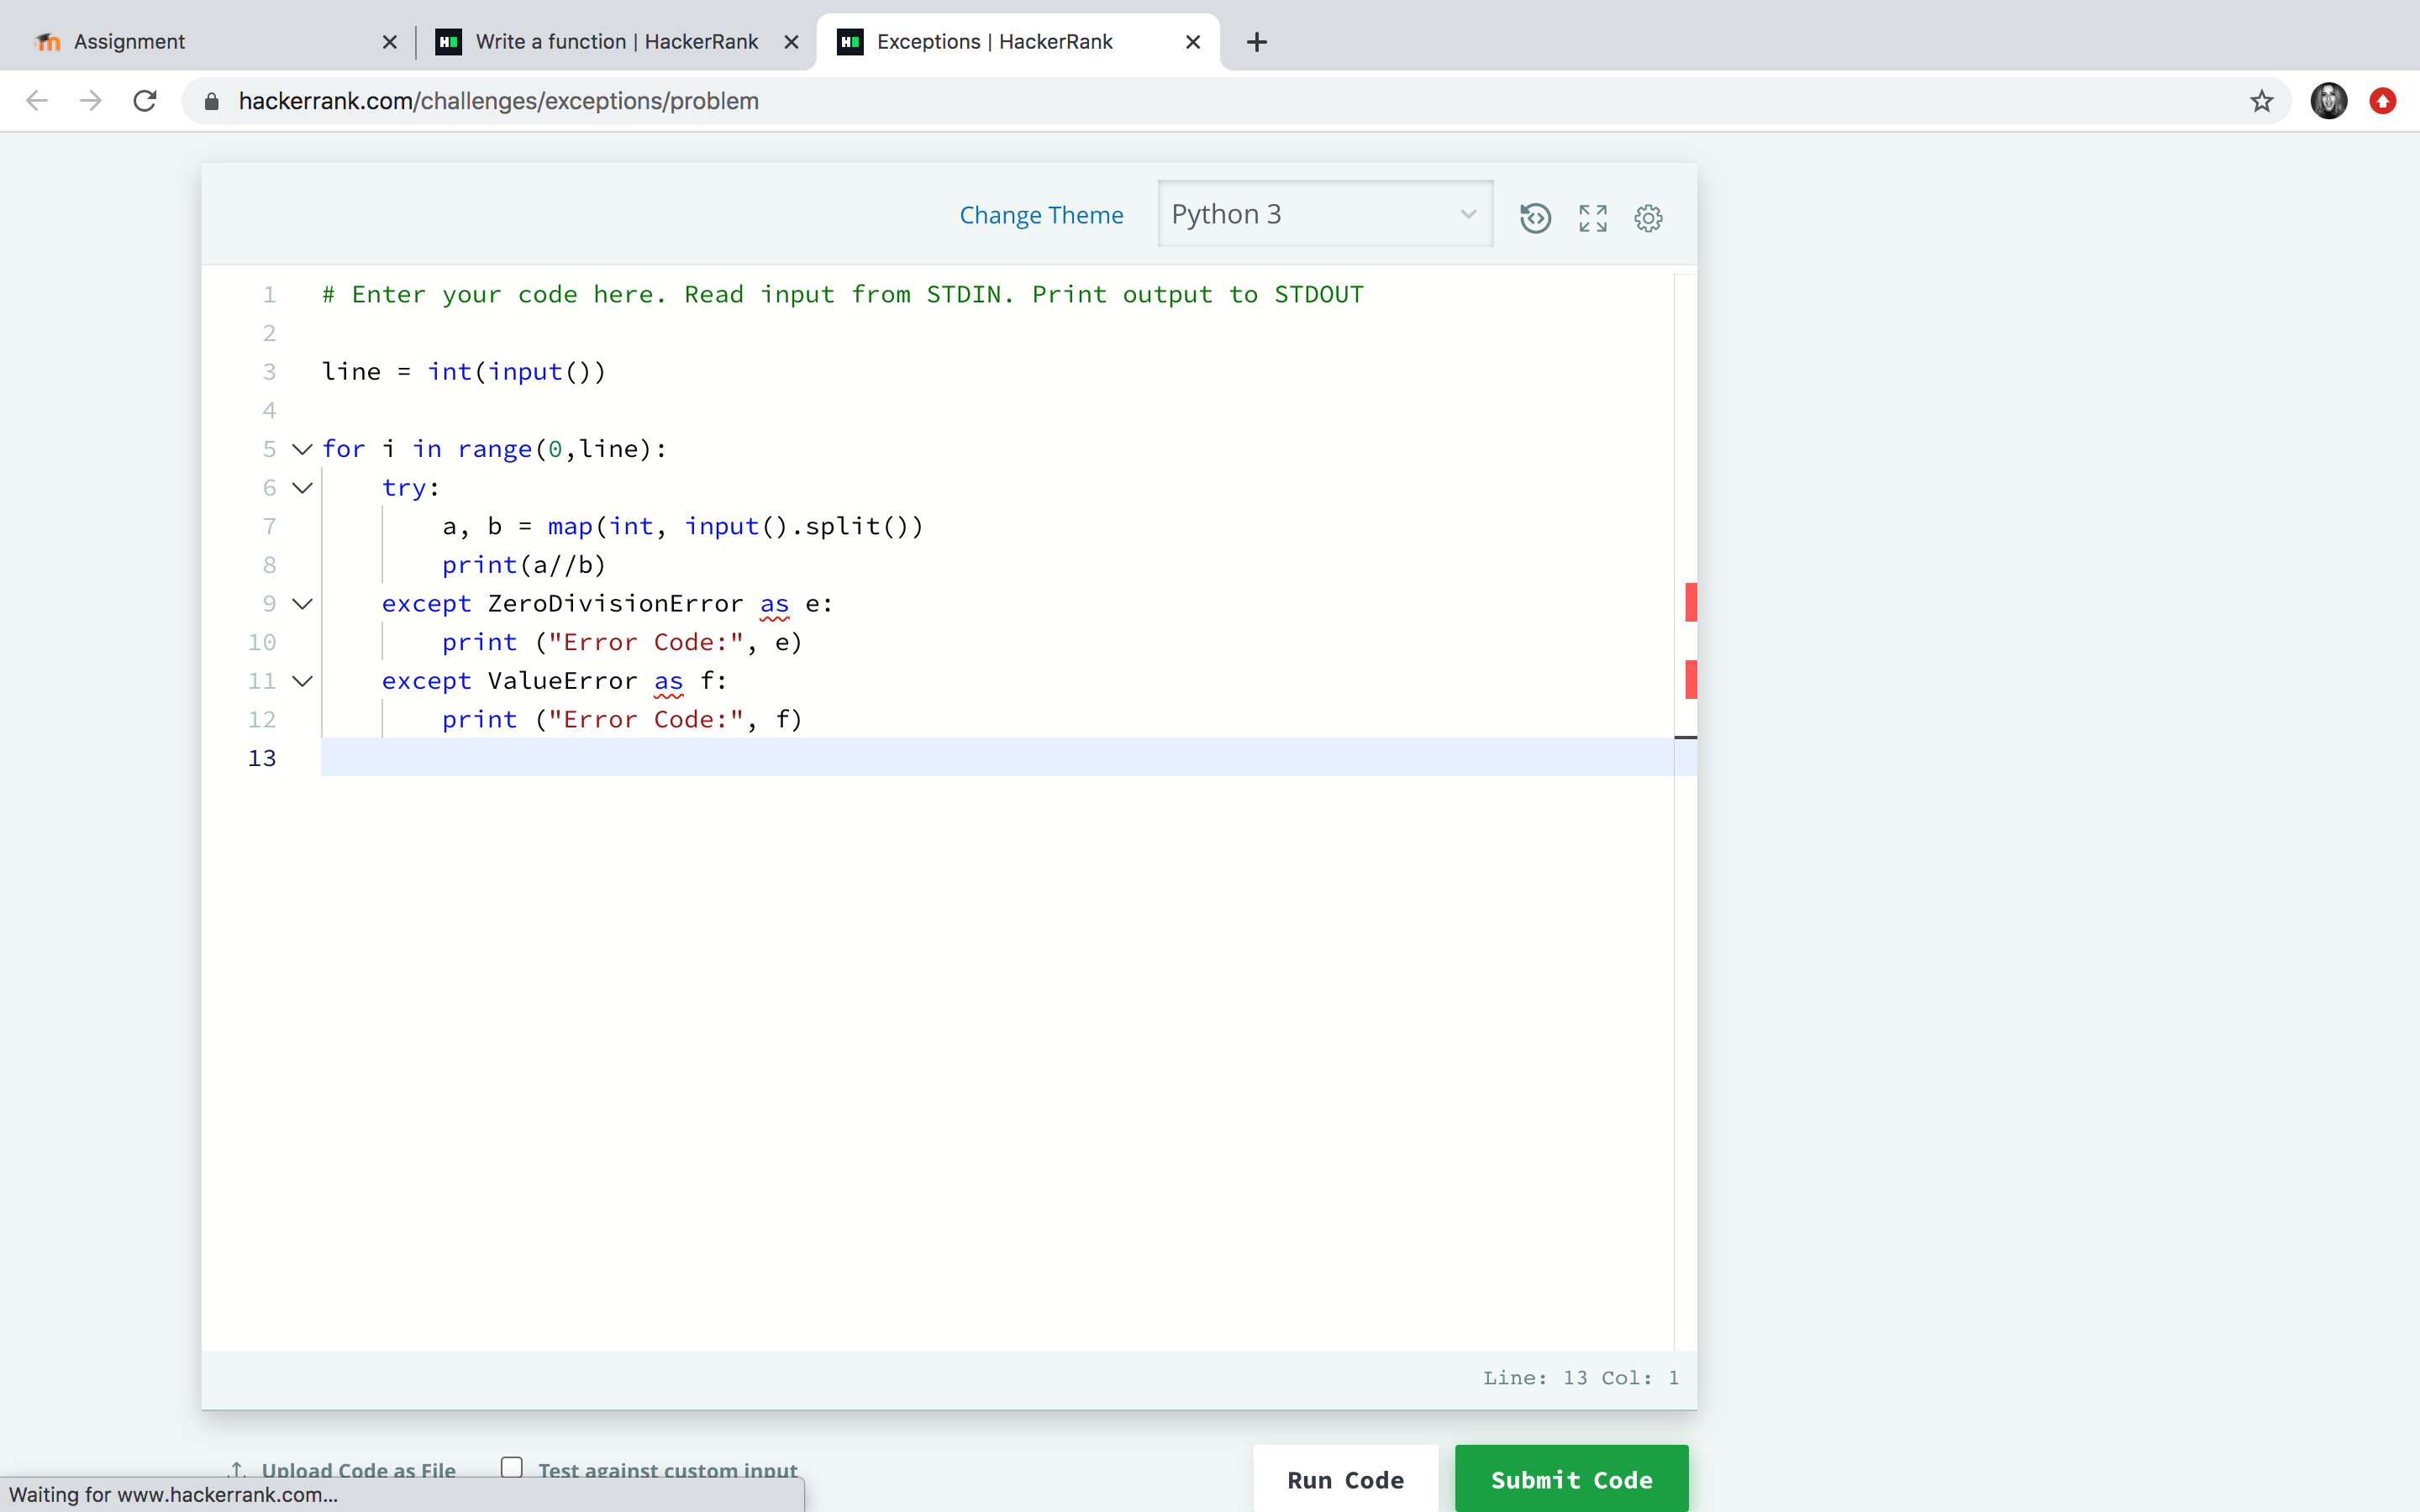 Assignment
Write a function | HackerRank
Exceptions | HackerRank
hackerrank.com/challenges/exceptions/problem
Change Theme
Python 3
1 # Enter your code here. Read input from STDIN. Print output to STDOUT
2
3 line = int(input())
4
5 for i in range(0,line):
6     try:
7         a, b = map(int, input().split())
8         print(a//b)
9     except ZeroDivisionError as e:
10         print ("Error Code:", e)
11     except ValueError as f:
12         print ("Error Code:", f)
13
Line: 13 Col: 1
Upload Code as File
Test against custom input
Run Code
Submit Code
Waiting for www.hackerrank.com...